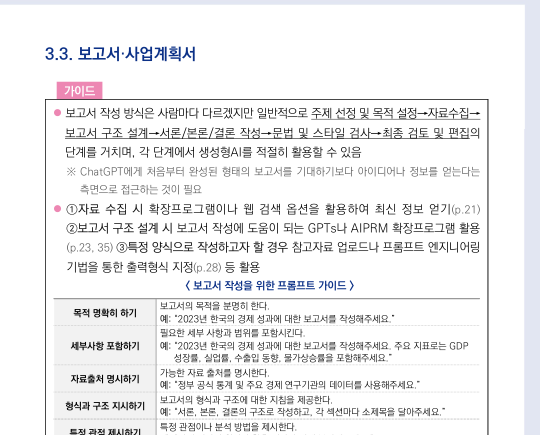 3.3. 보고서·사업계획서
가이드
● 보고서 작성 방식은 사람마다 다르겠지만 일반적으로 주제 선정 및 목적 설정→자료수집→
보고서 구조 설계→서론/본론/결론 작성→문법 및 스타일 검사→최종 검토 및 편집의
단계를 거치며, 각 단계에서 생성형AI를 적절히 활용할 수 있음
※ ChatGPT에게 처음부터 완성된 형태의 보고서를 기대하기보다 아이디어나 정보를 얻는다는
측면으로 접근하는 것이 필요
● ①자료 수집 시 확장프로그램이나 웹 검색 옵션을 활용하여 최신 정보 얻기(p.21)
②보고서 구조 설계 시 보고서 작성에 도움이 되는 GPTs나 AIPRM 확장프로그램 활용
(p.23, 35) ③특정 양식으로 작성하고자 할 경우 참고자료 업로드나 프롬프트 엔지니어링
기법을 통한 출력형식 지정(p.28) 등 활용
〈 보고서 작성을 위한 프롬프트 가이드 〉
목적 명확히 하기
보고서의 목적을 분명히 한다.
예: "2023년 한국의 경제 성과에 대한 보고서를 작성해주세요."
세부사항 포함하기
필요한 세부 사항과 범위를 포함시킨다.
예: "2023년 한국의 경제 성과에 대한 보고서를 작성해주세요. 주요 지표로는 GDP
성장률, 실업률, 수출입 동향, 물가상승률을 포함해주세요."
자료출처 명시하기
가능한 자료 출처를 명시한다.
예: "정부 공식 통계 및 주요 경제 연구기관의 데이터를 사용해주세요."
형식과 구조 지시하기
보고서의 형식과 구조에 대한 지침을 제공한다.
예: "서론, 본론, 결론의 구조로 작성하고, 각 섹션마다 소제목을 달아주세요."
특정 관점 제시하기
특정 관점이나 분석 방법을 제시한다.